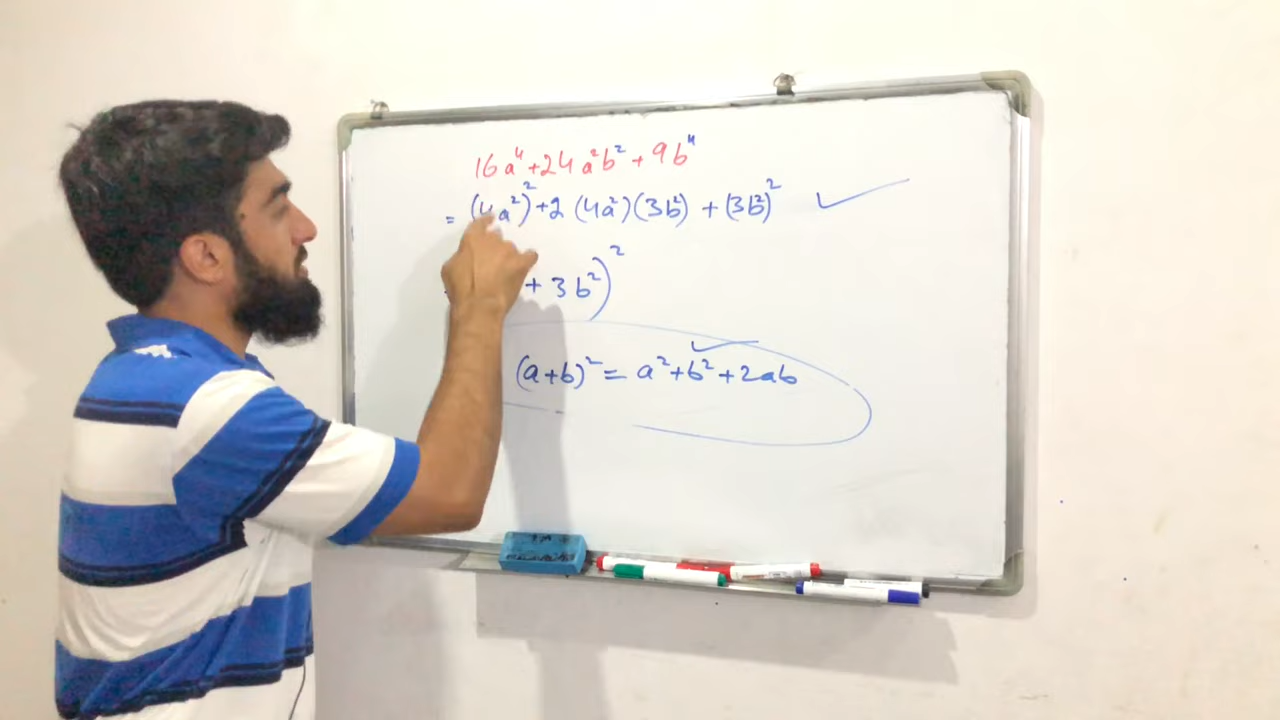 16a⁴+24a²b²+9b⁴
= (4a²)²+2(4a²)(3b²)+(3b²)²
+3b²)²
(a+b)²=a²+b²+2ab